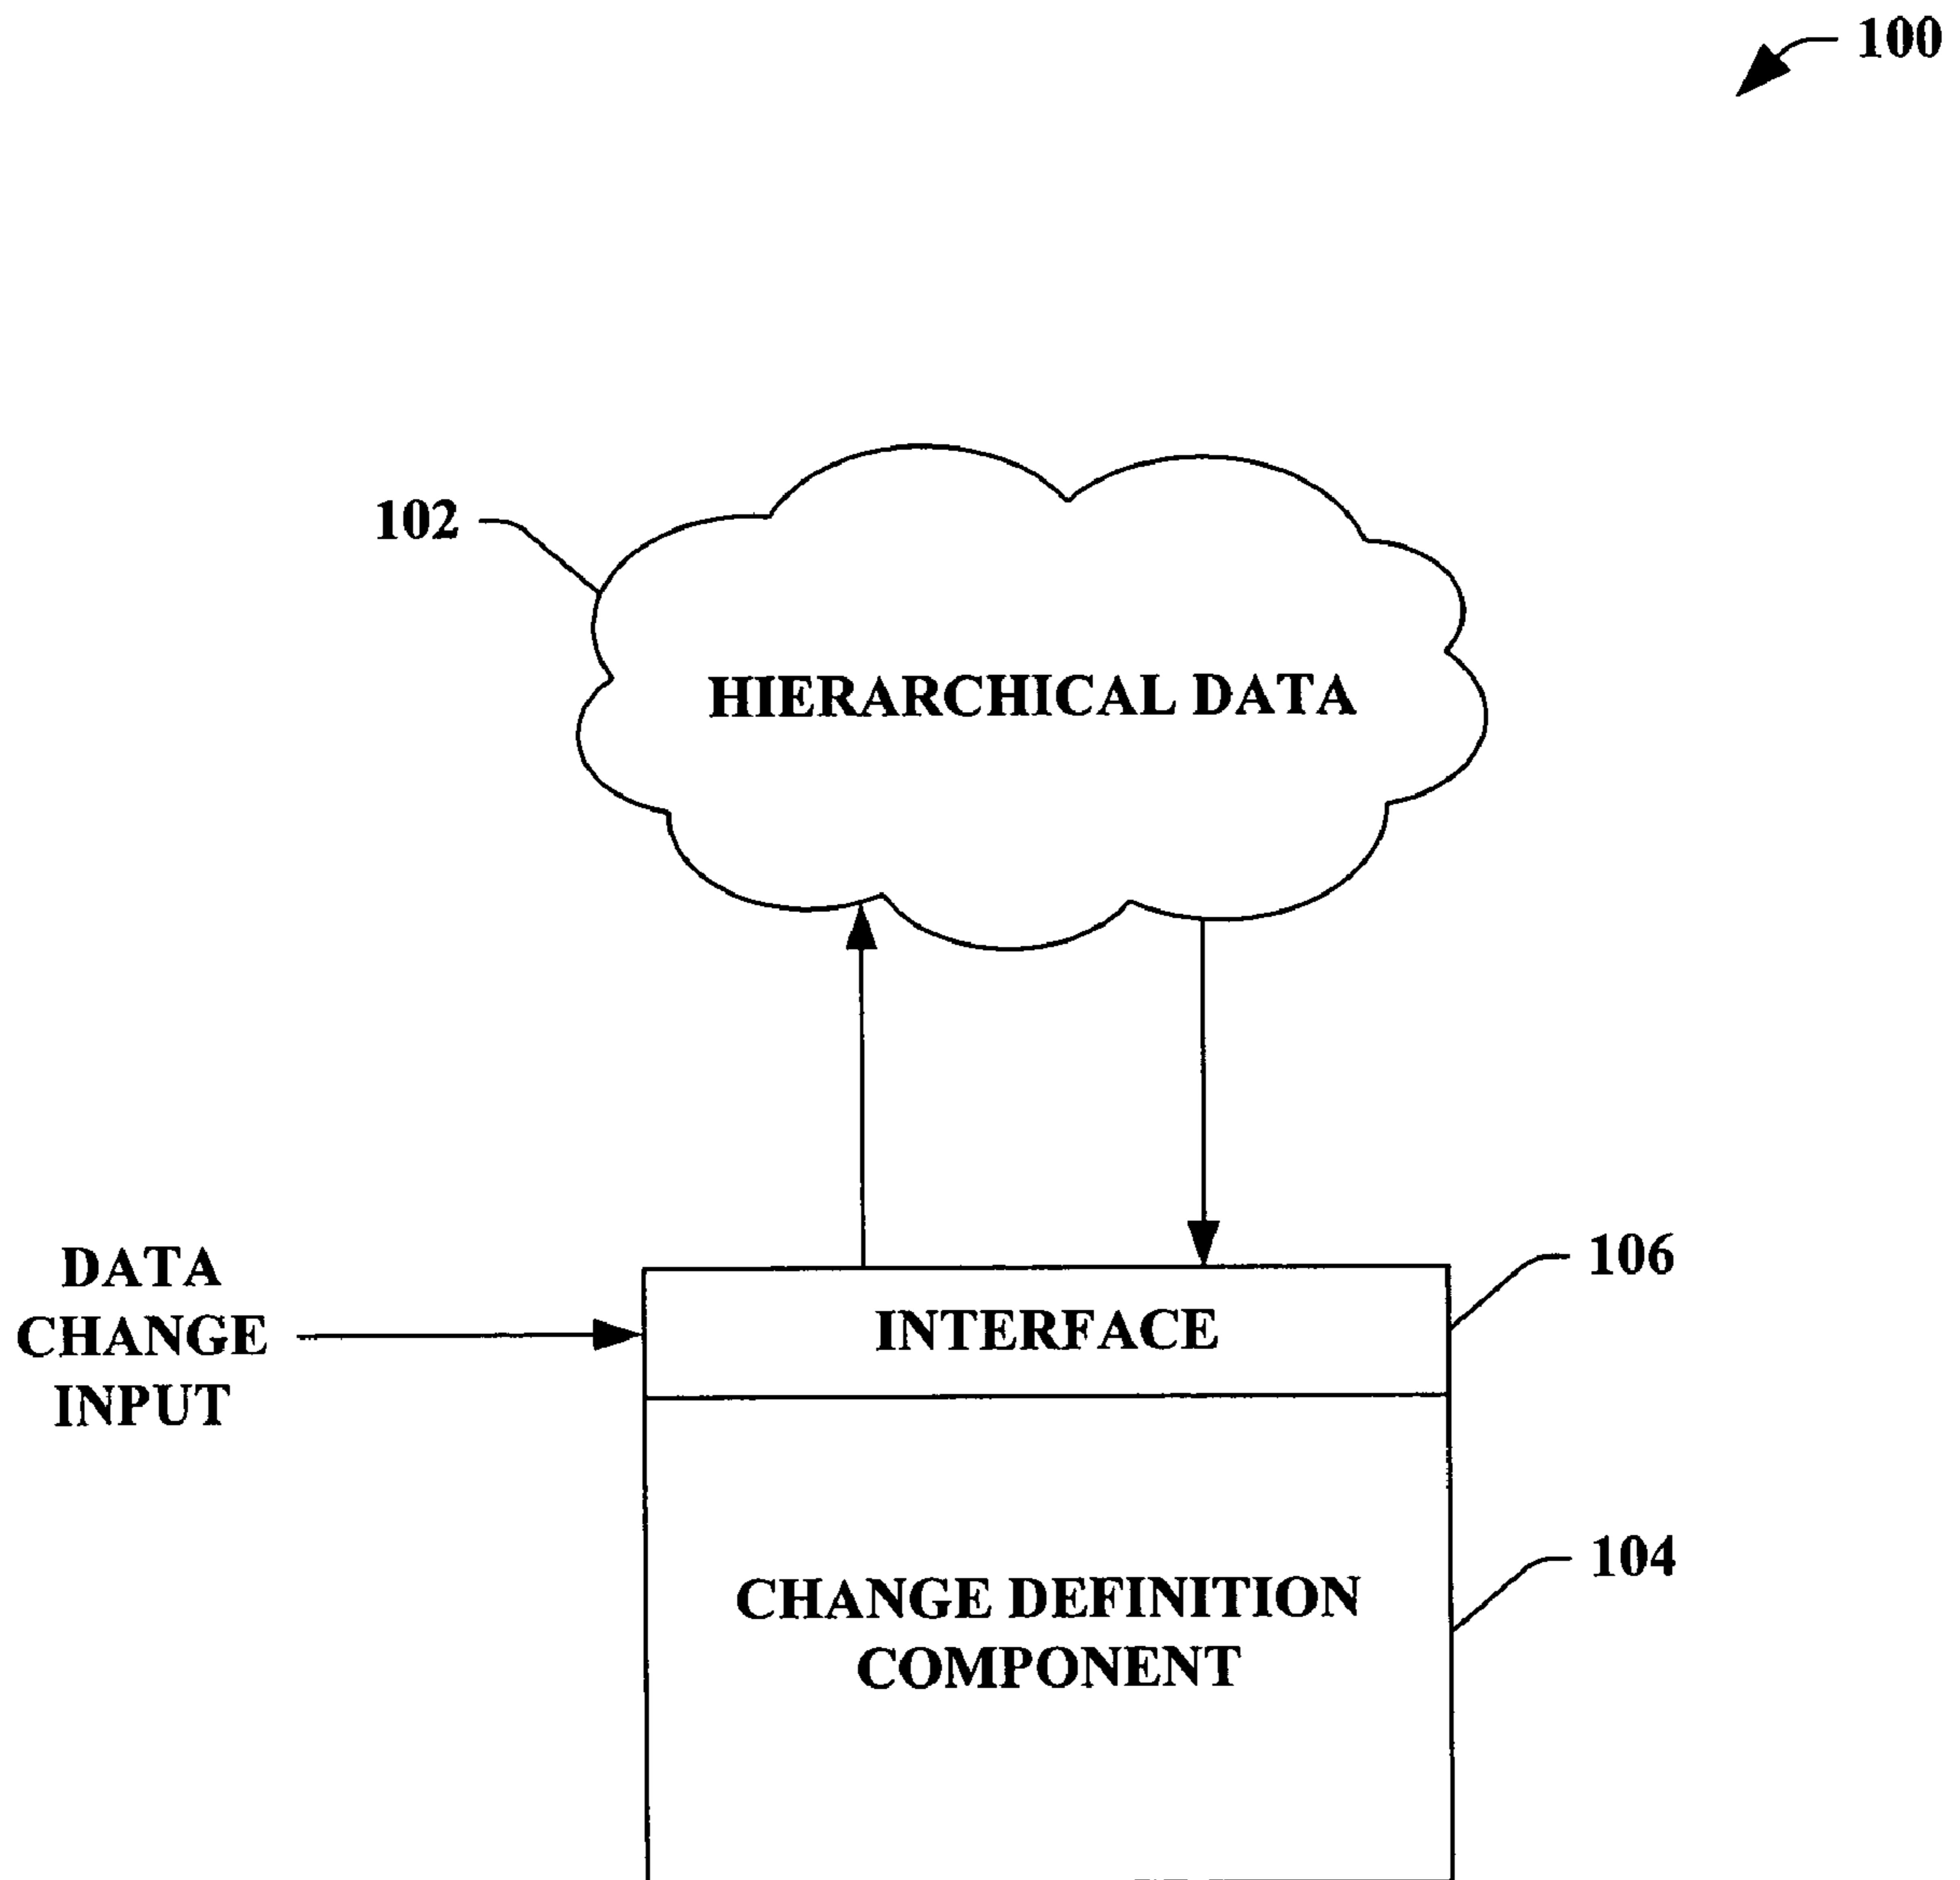 100
102
HIERARCHICAL DATA
DATA
CHANGE
INPUT
INTERFACE
106
104
CHANGE DEFINITION
COMPONENT